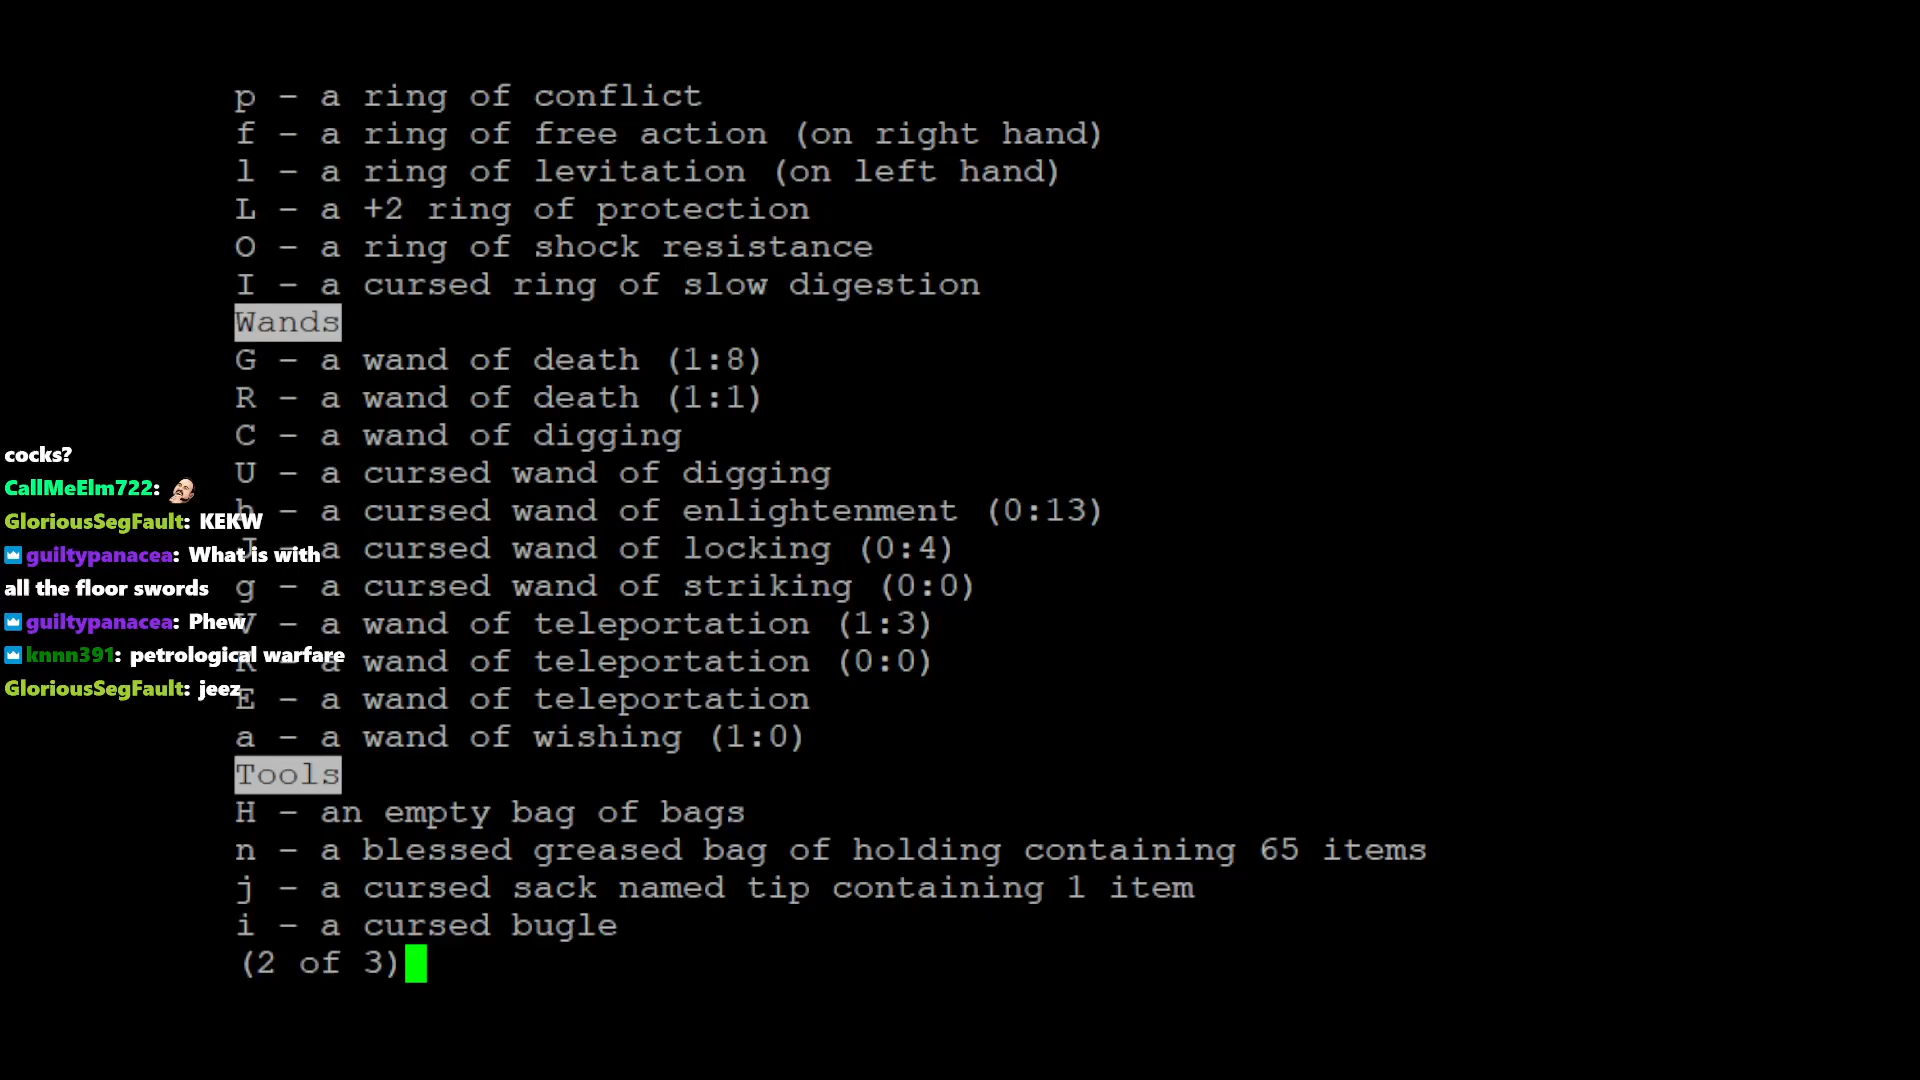 p - a ring of conflict
f - a ring of free action (on right hand)
l - a ring of levitation (on left hand)
L - a +2 ring of protection
O - a ring of shock resistance
I - a cursed ring of slow digestion
Wands
G - a wand of death (1:8)
R - a wand of death (1:1)
C - a wand of digging
U - a cursed wand of digging
h - a cursed wand of enlightenment (0:13)
J - a cursed wand of locking (0:4)
g - a cursed wand of striking (0:0)
V - a wand of teleportation (1:3)
- a wand of teleportation (0:0)
E - a wand of teleportation
a - a wand of wishing (1:0)
Tools
H - an empty bag of bags
n - a blessed greased bag of holding containing 65 items
j - a cursed sack named tip containing 1 item
i - a cursed bugle
(2 of 3)
cocks?
CallMeElm722:
GloriousSegFault: KEKW
guiltypanacea: What is with
all the floor swords
guiltypanacea: Phew
knnn391: petrological warfare
GloriousSegFault: jeez